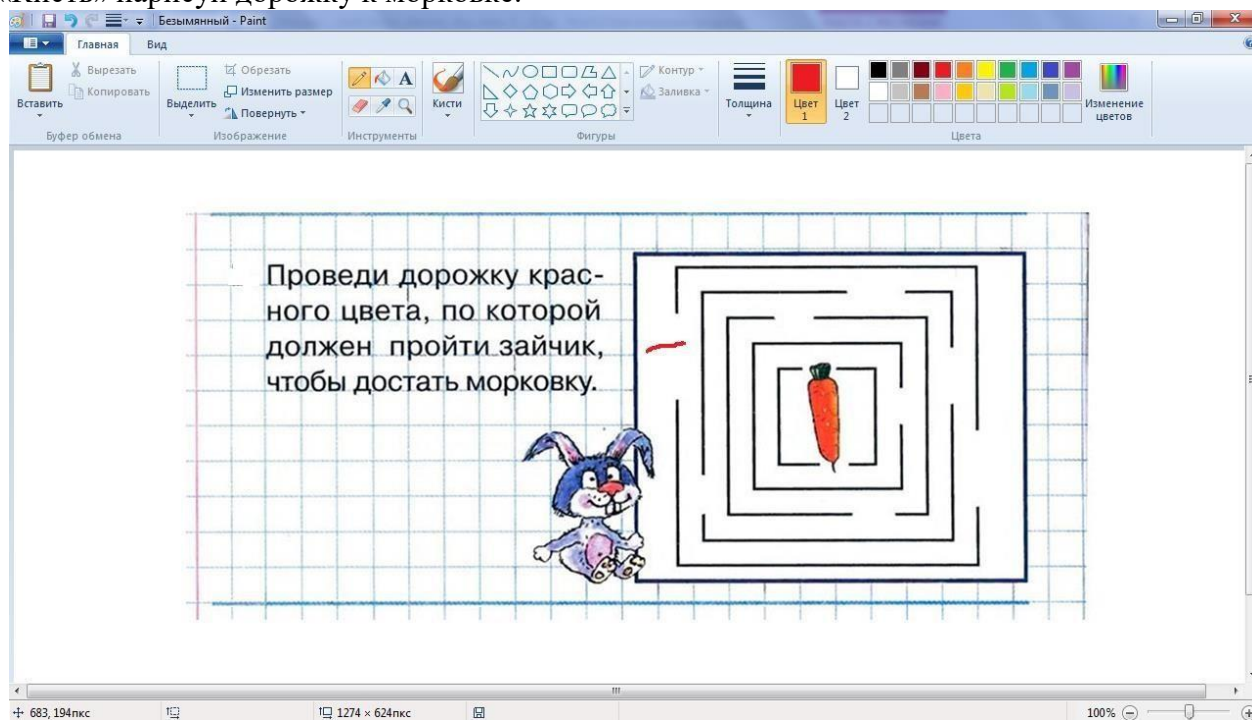 «Кисть» нарисуй дорожку к морковке.
Безымянный - Paint
Главная Вид
Вставить
Вырезать
Копировать
Буфер обмена
Выделить
Обрезать
Изменить размер
Повернуть
Изображение
A
Инструменты
Кисти
Контур
Заливка
Фигуры
Толщина
Цвет 1
Цвет 2
Цвета
Изменение цветов
Проведи дорожку крас-
ного цвета, по которой
должен пройти зайчик,
чтобы достать морковку.
683, 194пкс
1274 × 624пкс
100%